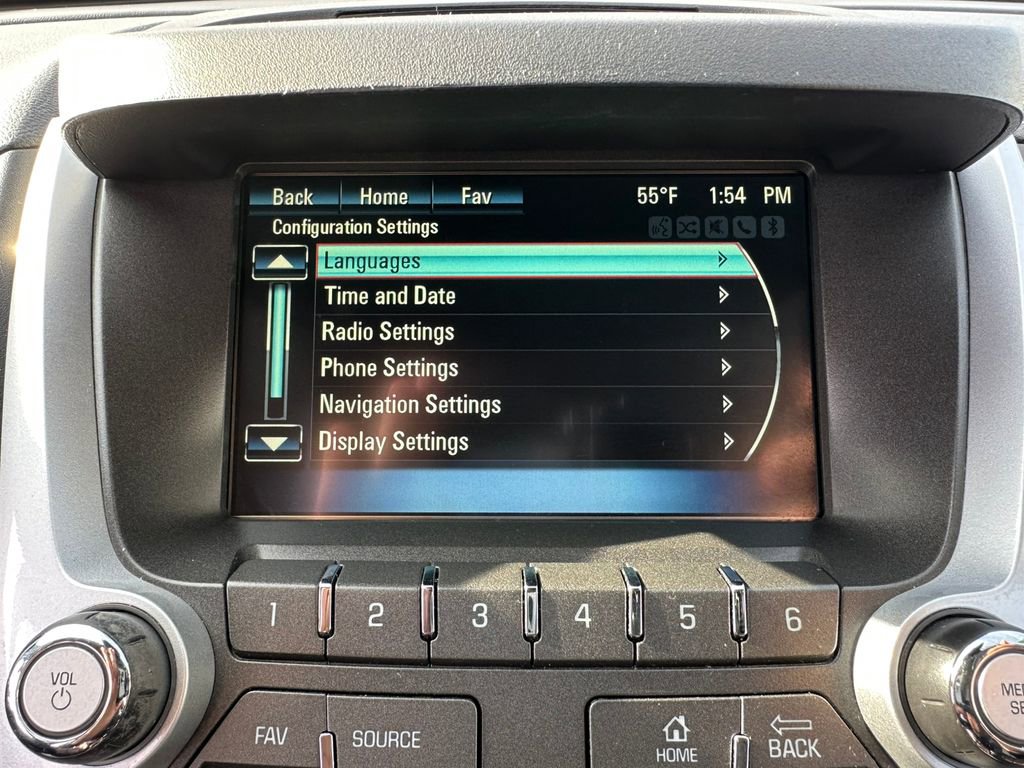 Back Home Fav 55°F 1:54 PM
Configuration Settings
Languages
Time and Date
Radio Settings
Phone Settings
Navigation Settings
Display Settings
1 2 3 4 5 6
VOL
FAV SOURCE HOME BACK